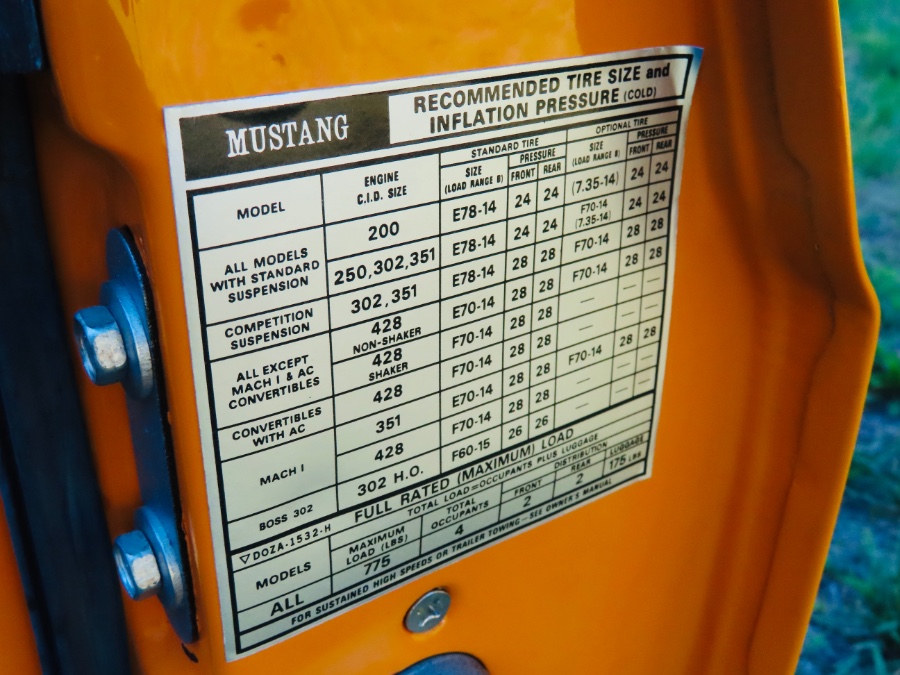 MUSTANG
RECOMMENDED TIRE SIZE and
INFLATION PRESSURE (COLD)
MODEL
ENGINE
C.I.D. SIZE
STANDARD TIRE
SIZE
(LOAD RANGE B)
PRESSURE
FRONT REAR
OPTIONAL TIRE
SIZE
(LOAD RANGE B)
PRESSURE
FRONT REAR
ALL MODELS
WITH STANDARD
SUSPENSION
200 E78-14 24 24 (7.35-14) 24 24
250,302,351 E78-14 24 24 F70-14 24 24
(7.35-14)
COMPETITION
SUSPENSION
302,351 E78-14 28 28 F70-14 28 28
ALL EXCEPT
MACH I & AC
CONVERTIBLES
428 E70-14 28 28 F70-14 28 28
NON-SHAKER
428 F70-14 28 28 — — —
SHAKER
CONVERTIBLES
WITH AC
428 F70-14 28 28 — — —
MACH I
351 E70-14 28 28 F70-14 28 28
428 F70-14 28 28 — — —
BOSS 302 302 H.O. F60-15 26 26 — — —
▽DOZA-1532-H
FULL RATED (MAXIMUM) LOAD
TOTAL LOAD=OCCUPANTS PLUS LUGGAGE
MODELS
MAXIMUM
LOAD (LBS)
TOTAL
OCCUPANTS
DISTRIBUTION
FRONT REAR
LUGGAGE
ALL 775 4 2 2 175 LBS
FOR SUSTAINED HIGH SPEEDS OR TRAILER TOWING—SEE OWNER'S MANUAL